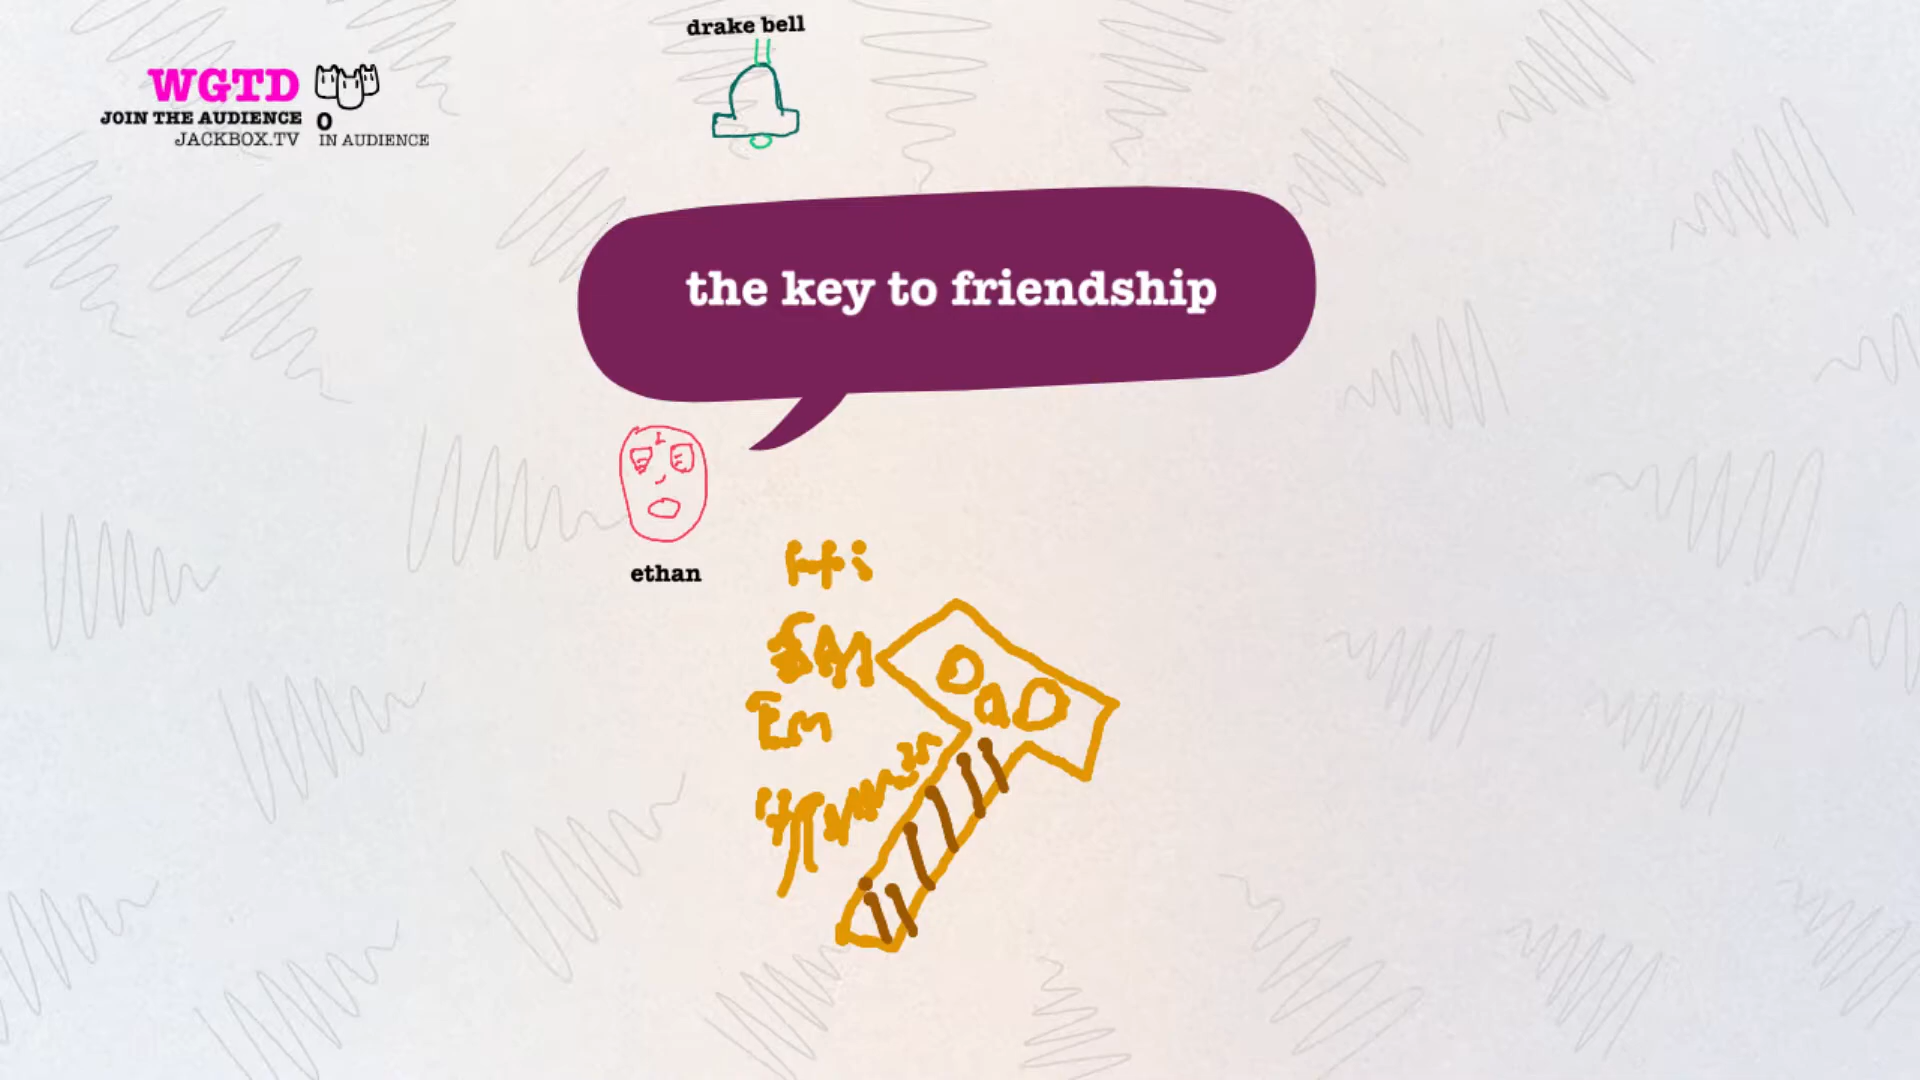 drake bell
WGTD
JOIN THE AUDIENCE
JACKBOX.TV
0
IN AUDIENCE
the key to friendship
ethan
Hi